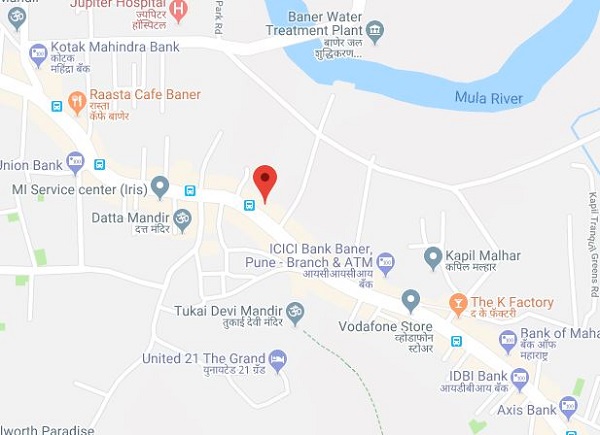 Mandir
Jupiter Hospital
ज्युपिटर
हॉस्पिटल
Park Rd
Baner Water
Treatment Plant
बाणेर जल
शुद्धिकरण...
Kotak Mahindra Bank
कोटक
महिंद्रा बँक
Raasta Cafe Baner
रास्ता
कॅफे बाणेर
Mula River
Union Bank
MI Service center (Iris)
Datta Mandir
दत्त मंदिर
ICICI Bank Baner,
Pune - Branch & ATM
आयसीआयसीआय
बँक
Kapil Malhar
कपिल मल्हार
Kapil Tranquil Greens Rd
The K Factory
द के फॅक्टरी
Tukai Devi Mandir
तुकाई देवी मंदिर
Vodafone Store
व्होडाफोन
स्टोअर
Bank of Maha
बँक ऑफ
महाराष्ट्र
United 21 The Grand
युनायटेड 21 ग्रँड
IDBI Bank
आयडीबीआय बँक
Axis Bank
lworth Paradise